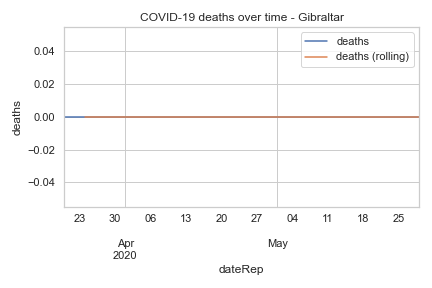 COVID-19 deaths over time - Gibraltar
deaths
deaths (rolling)
0.04
0.02
0.00
−0.02
−0.04
deaths
23 30 06 13 20 27 04 11 18 25
Apr May
2020
dateRep